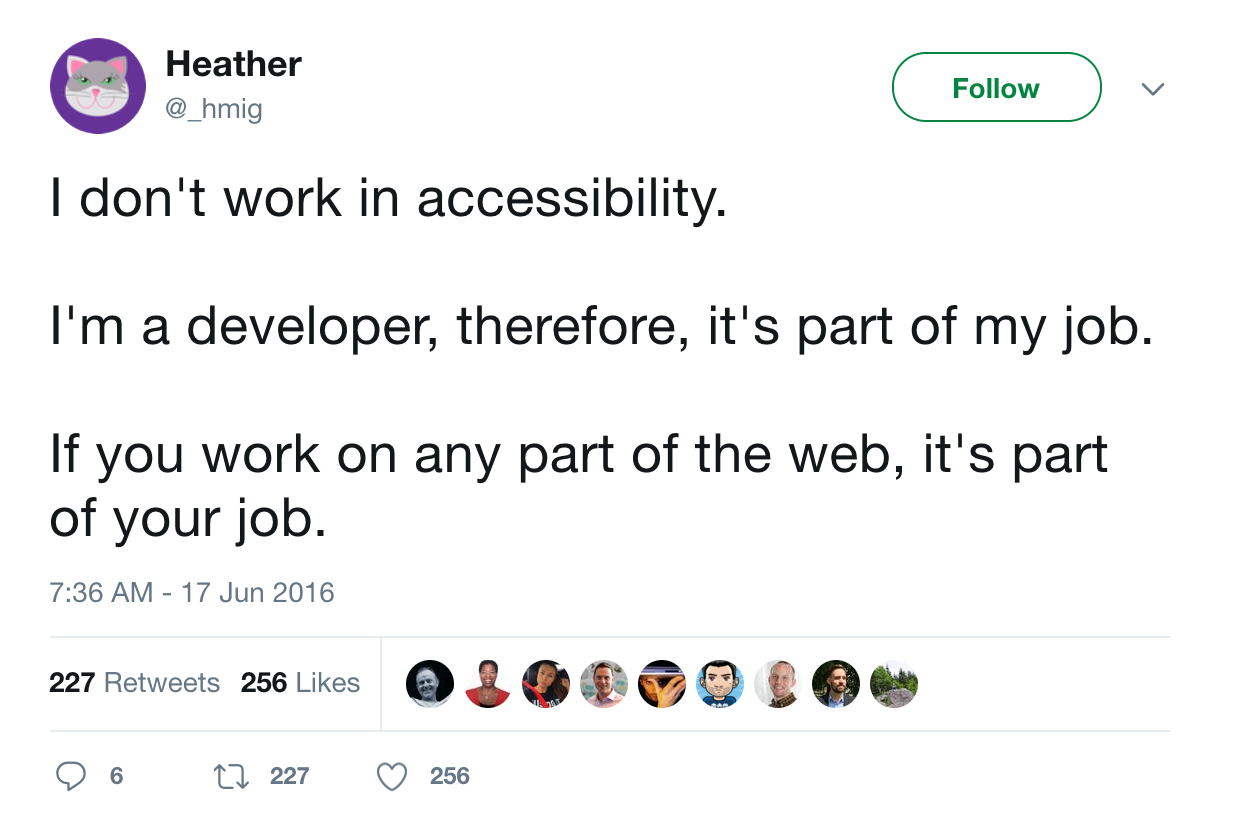 Heather
@_hmig
Follow
I don't work in accessibility.
I'm a developer, therefore, it's part of my job.
If you work on any part of the web, it's part
of your job.
7:36 AM - 17 Jun 2016
227 Retweets 256 Likes
6 227 256